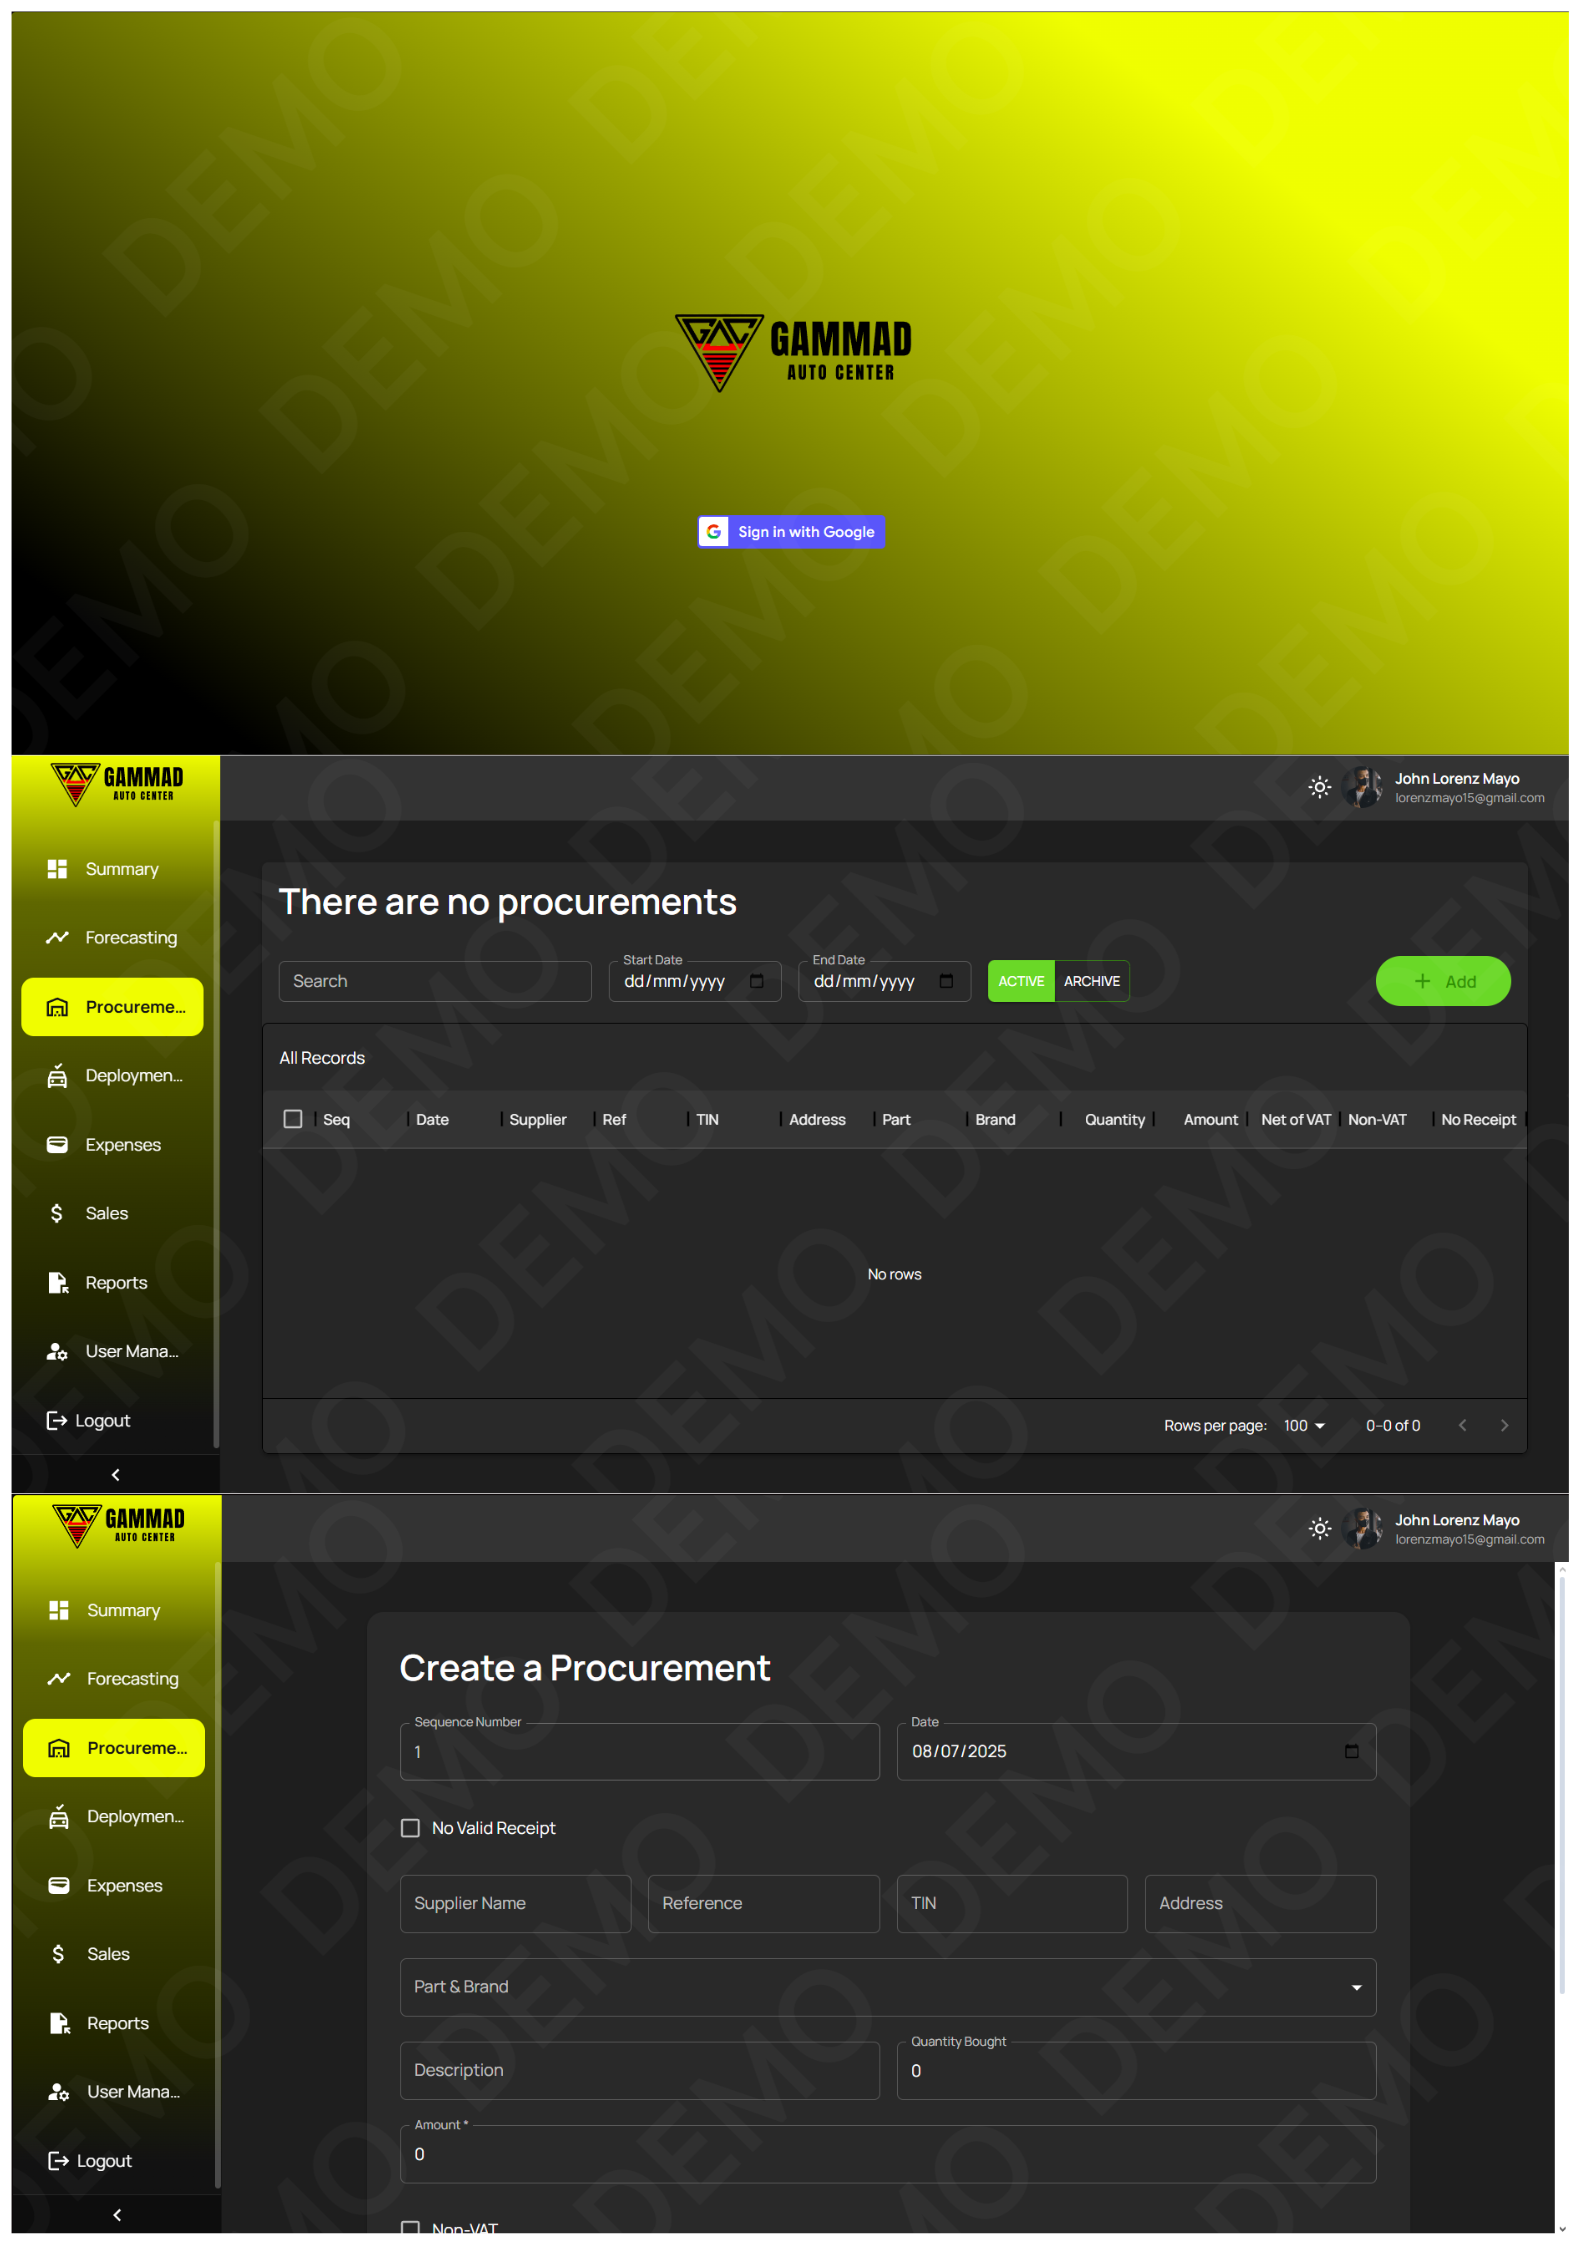 GAC
GAMMAD
AUTO CENTER
Sign in with Google
GAC
GAMMAD
AUTO CENTER
John Lorenz Mayo
lorenzmayo15@gmail.com
Summary
Forecasting
Procureme...
Deploymen...
Expenses
Sales
Reports
User Mana...
Logout
There are no procurements
Search
Start Date
dd/mm/yyyy
End Date
dd/mm/yyyy
ACTIVE
ARCHIVE
+ Add
All Records
Seq Date Supplier Ref TIN Address Part Brand Quantity Amount Net of VAT Non-VAT No Receipt
No rows
Rows per page: 100 0–0 of 0
GAC
GAMMAD
AUTO CENTER
John Lorenz Mayo
lorenzmayo15@gmail.com
Summary
Forecasting
Procureme...
Deploymen...
Expenses
Sales
Reports
User Mana...
Logout
Create a Procurement
Sequence Number
1
Date
08/07/2025
No Valid Receipt
Supplier Name
Reference
TIN
Address
Part & Brand
Description
Quantity Bought
0
Amount *
0
Non-VAT
DEMO